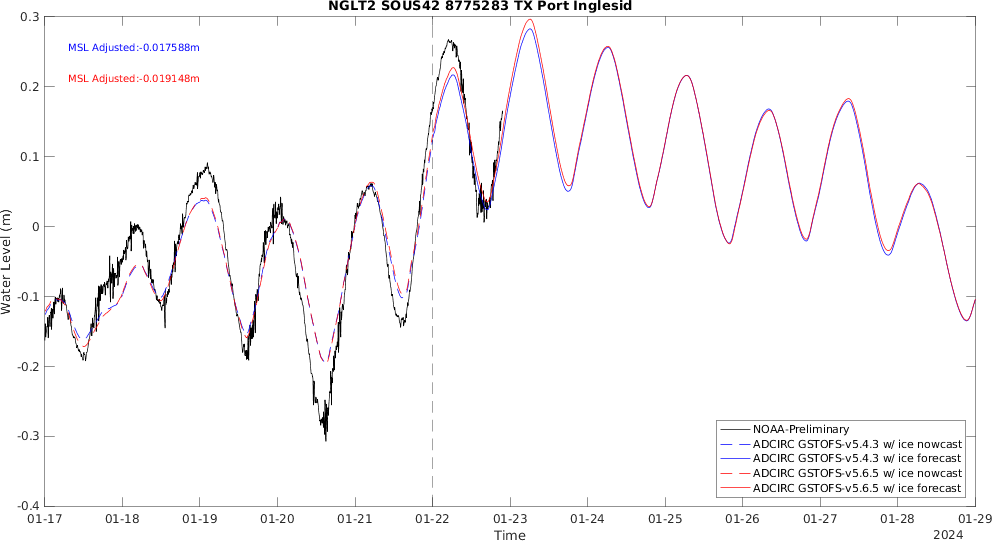 NGLT2 SOUS42 8775283 TX Port Inglesid
0.3
0.2
0.1
0
-0.1
-0.2
-0.3
-0.4
Water Level (m)
MSL Adjusted:-0.017588m
MSL Adjusted:-0.019148m
NOAA-Preliminary
ADCIRC GSTOFS-v5.4.3 w/ ice nowcast
ADCIRC GSTOFS-v5.4.3 w/ ice forecast
ADCIRC GSTOFS-v5.6.5 w/ ice nowcast
ADCIRC GSTOFS-v5.6.5 w/ ice forecast
01-17 01-18 01-19 01-20 01-21 01-22 01-23 01-24 01-25 01-26 01-27 01-28 01-29
Time
2024